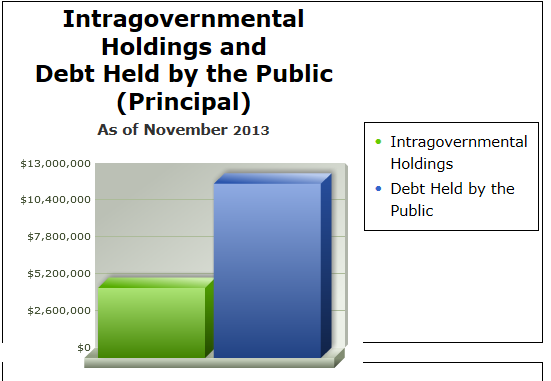 Intragovernmental
Holdings and
Debt Held by the Public
(Principal)
As of November 2013
$13,000,000
$10,400,000
$7,800,000
$5,200,000
$2,600,000
$0
Intragovernmental
Holdings
Debt Held by the
Public